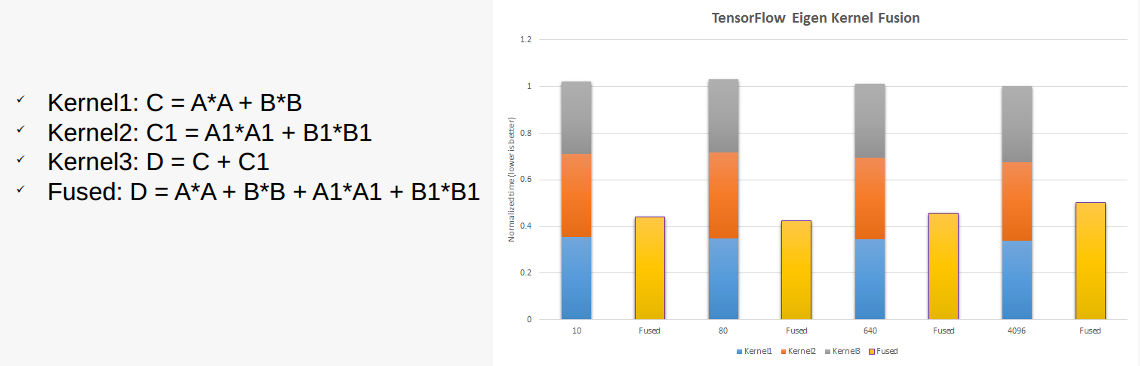 ✓ Kernel1: C = A*A + B*B
✓ Kernel2: C1 = A1*A1 + B1*B1
✓ Kernel3: D = C + C1
✓ Fused: D = A*A + B*B + A1*A1 + B1*B1
TensorFlow Eigen Kernel Fusion
Normalized time (lower is better)
1.2
1
0.8
0.6
0.4
0.2
0
10 Fused 80 Fused 640 Fused 4096 Fused
Kernel1 Kernel2 Kernel3 Fused